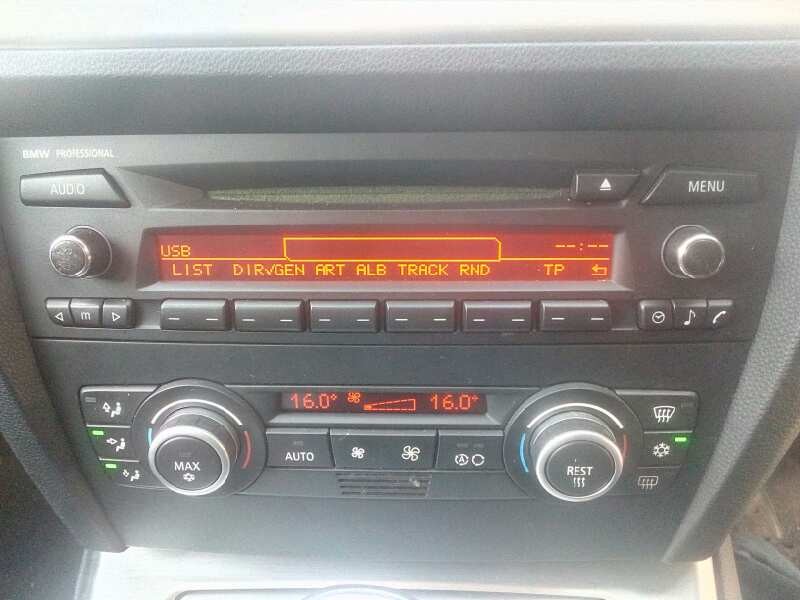 BMW PROFESSIONAL
AUDIO
MENU
USB --:--
LIST DIR✓GEN ART ALB TRACK RND TP
m
16.0° 16.0°
MAX
AUTO
A
REST